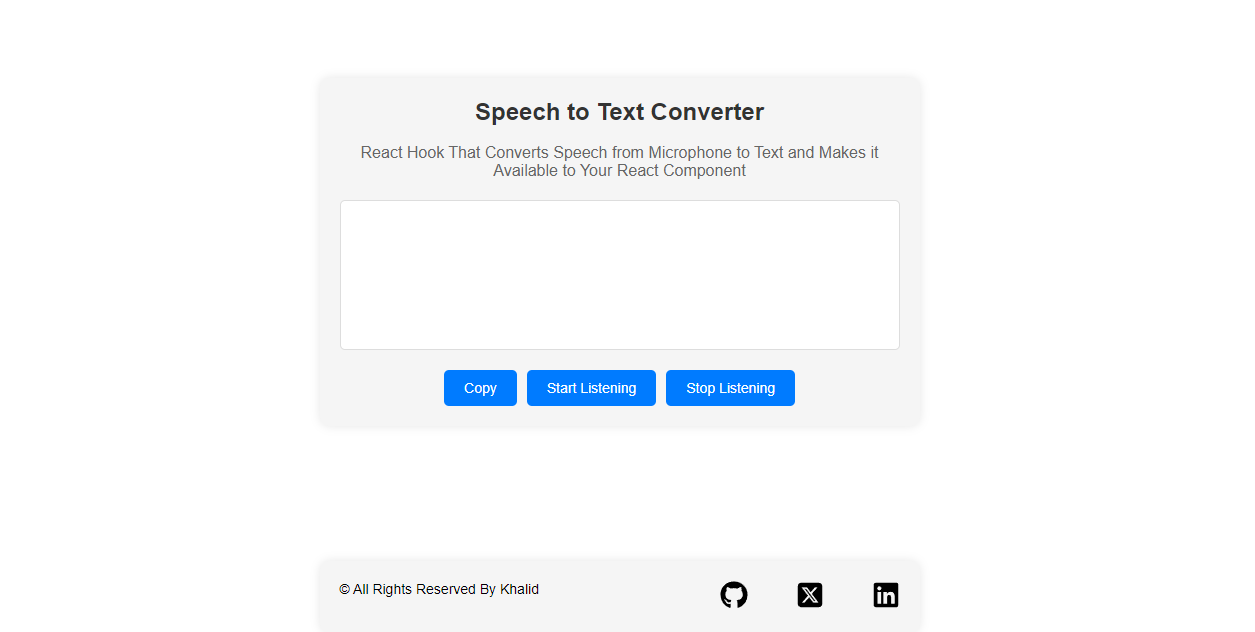 Speech to Text Converter
React Hook That Converts Speech from Microphone to Text and Makes it
Available to Your React Component
Copy
Start Listening
Stop Listening
© All Rights Reserved By Khalid